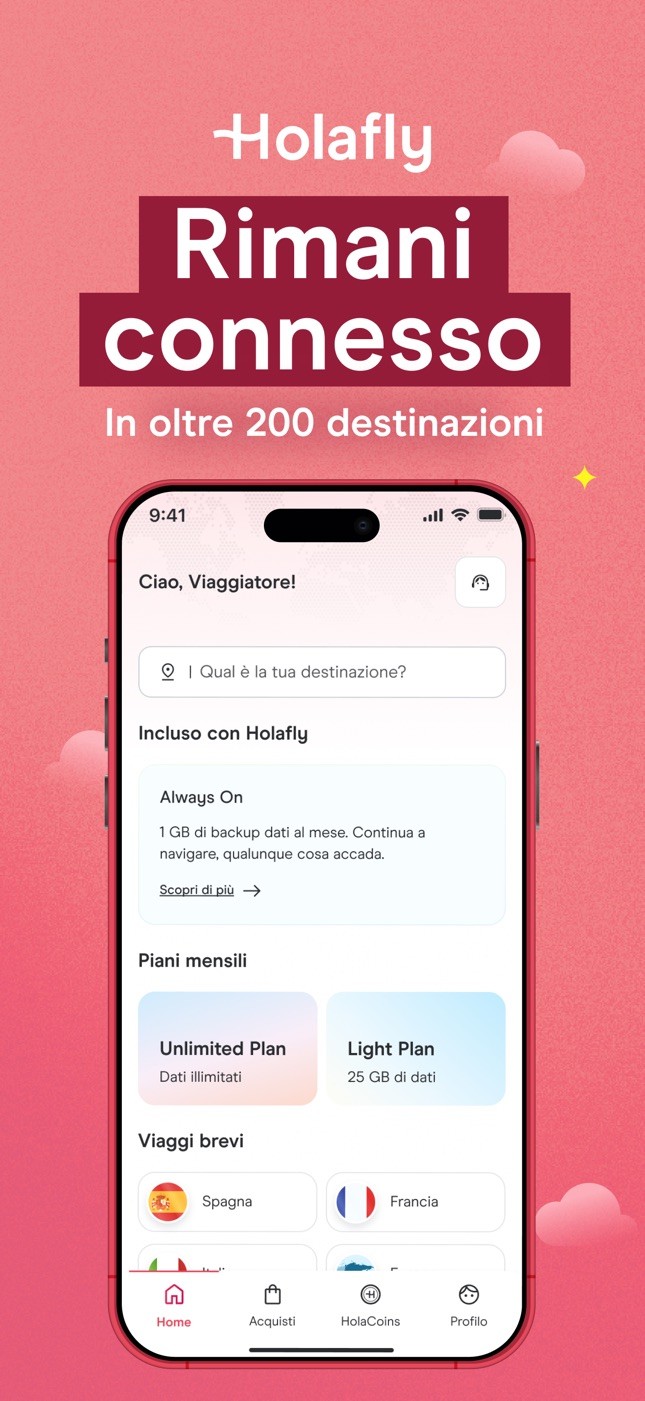 Holafly
Rimani
connesso
In oltre 200 destinazioni
9:41
Ciao, Viaggiatore!
| Qual è la tua destinazione?
Incluso con Holafly
Always On
1 GB di backup dati al mese. Continua a
navigare, qualunque cosa accada.
Scopri di più
Piani mensili
Unlimited Plan
Dati illimitati
Light Plan
25 GB di dati
Viaggi brevi
Spagna
Francia
Home
Acquisti
HolaCoins
Profilo